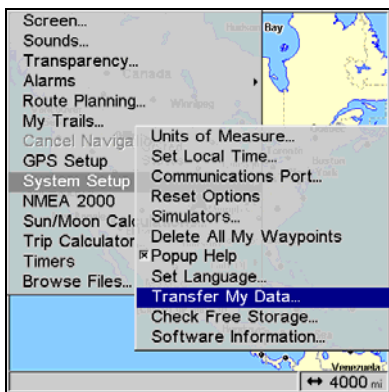 Screen...
Sounds...
Transparency...
Alarms
Route Planning...
My Trails...
Cancel Naviga
GPS Setup
System Setup
NMEA 2000
Sun/Moon Calc
Trip Calculator
Timers
Browse Files...
Units of Measure...
Set Local Time...
Communications Port...
Reset Options
Simulators...
Delete All My Waypoints
Popup Help
Set Language...
Transfer My Data...
Check Free Storage...
Software Information...
Bay
Canada
Winnipeg
Venezuela
4000 mi